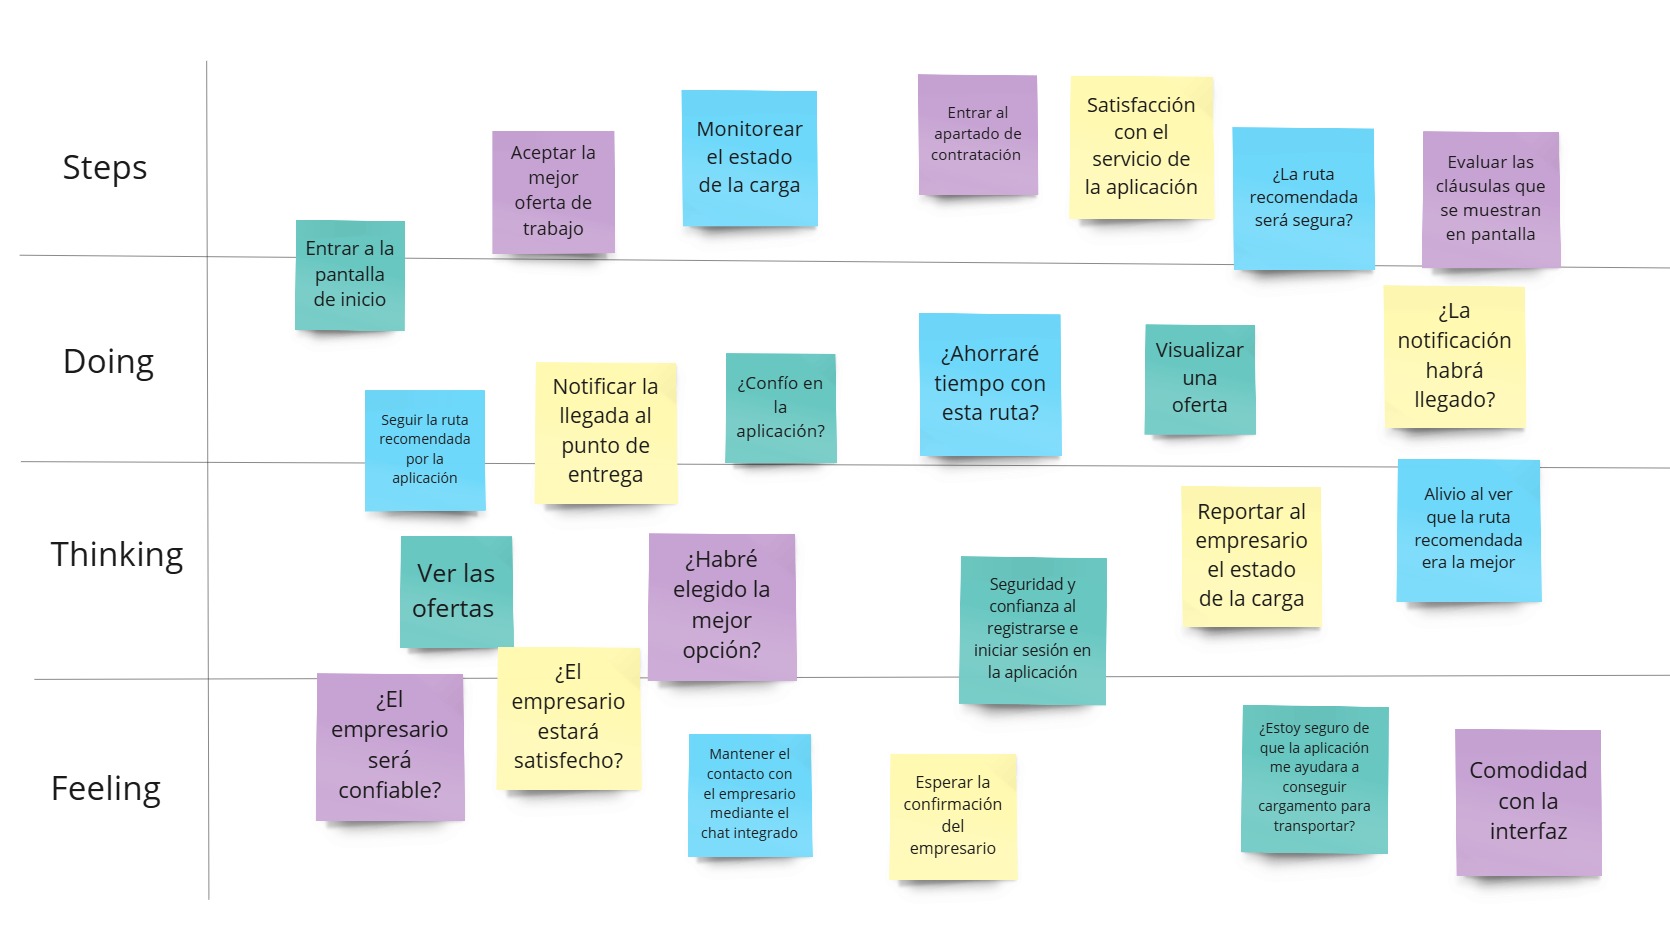 Steps
Aceptar la
mejor
oferta de
trabajo
Monitorear
el estado
de la carga
Entrar al
apartado de
contratación
Satisfacción
con el
servicio de
la aplicación
¿La ruta
recomendada
será segura?
Evaluar las
cláusulas que
se muestran
en pantalla
Entrar a la
pantalla
de inicio
Doing
Seguir la ruta
recomendada
por la
aplicación
Notificar la
llegada al
punto de
entrega
¿Confío en
la
aplicación?
¿Ahorraré
tiempo con
esta ruta?
Visualizar
una
oferta
¿La
notificación
habrá
llegado?
Thinking
Ver las
ofertas
¿Habré
elegido la
mejor
opción?
Seguridad y
confianza al
registrarse e
iniciar sesión en
la aplicación
Reportar al
empresario
el estado
de la carga
Alivio al ver
que la ruta
recomendada
era la mejor
Feeling
¿El
empresario
será
confiable?
¿El
empresario
estará
satisfecho?
Mantener el
contacto con
el empresario
mediante el
chat integrado
Esperar la
confirmación
del
empresario
¿Estoy seguro de
que la aplicación
me ayudara a
conseguir
cargamento para
transportar?
Comodidad
con la
interfaz